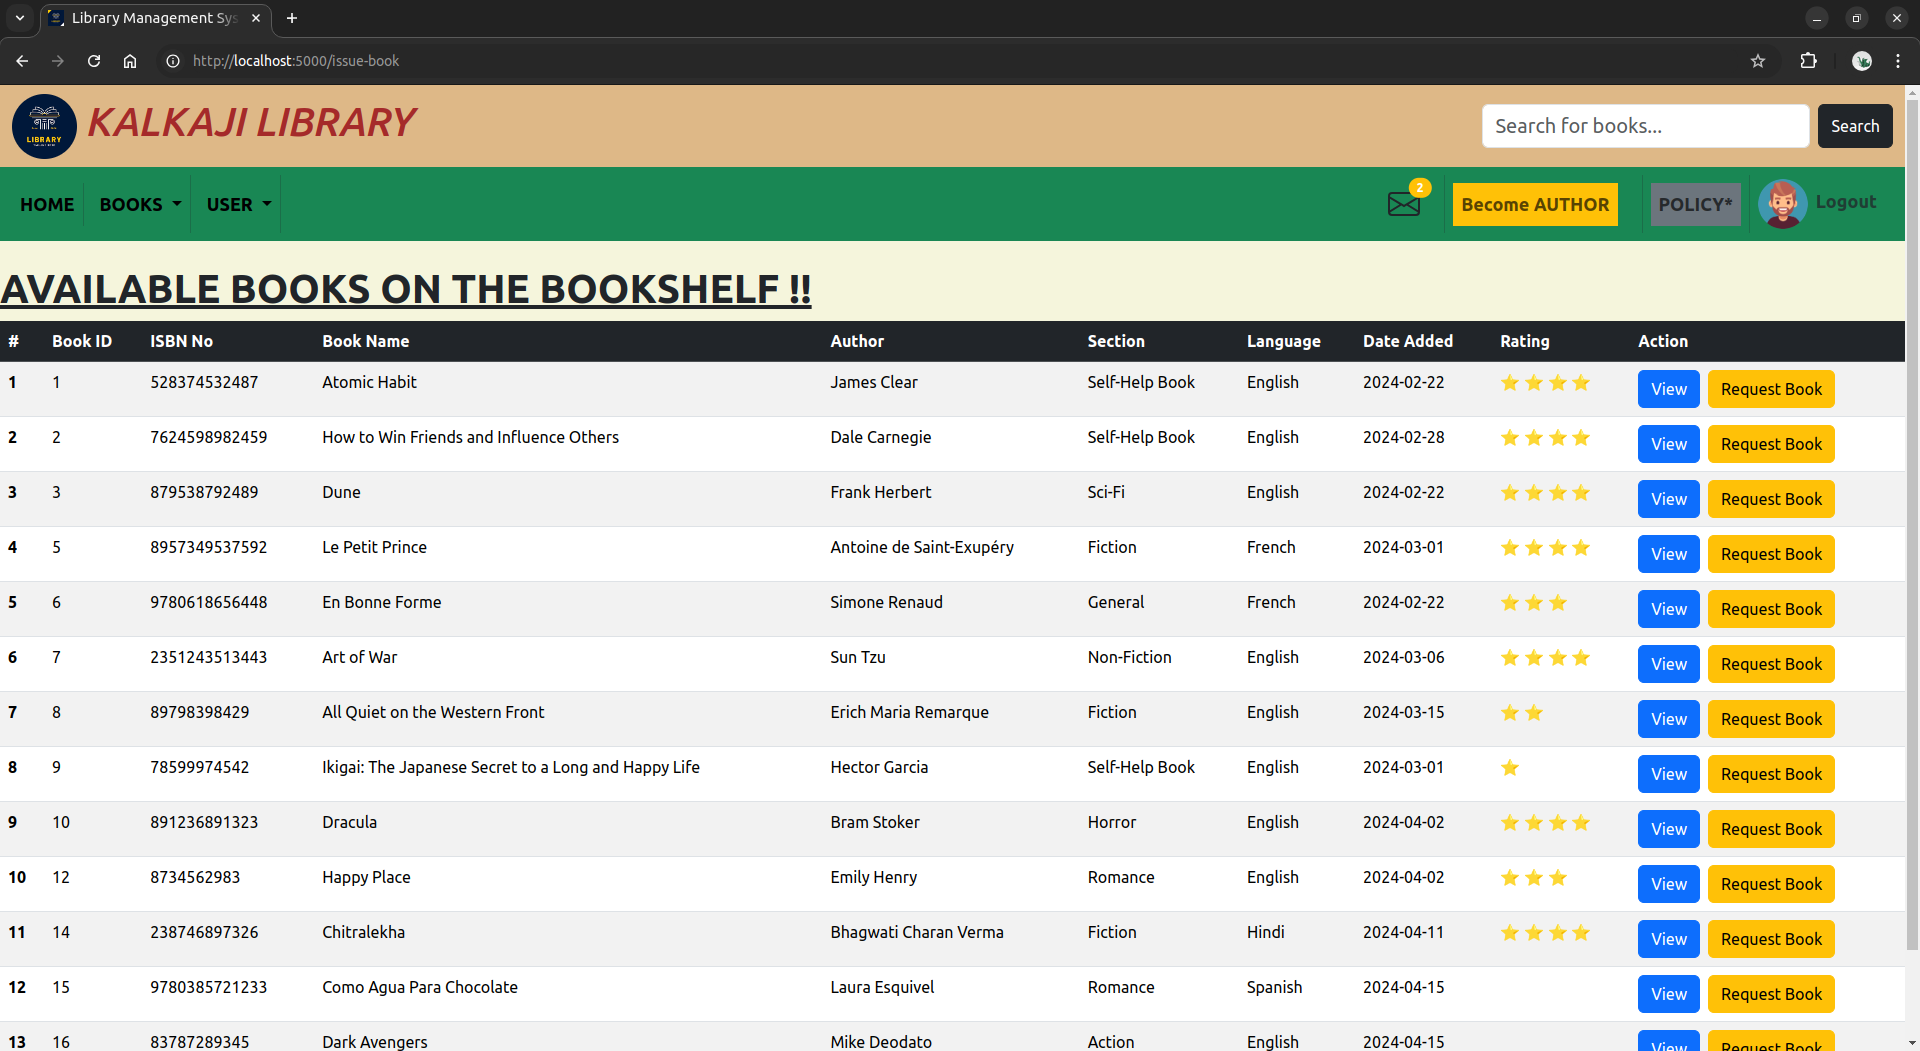 Library Management Sys
http://localhost:5000/issue-book
LIBRARY
KALKAJI LIBRARY
Search for books...
Search
HOME
BOOKS
USER
2
Become AUTHOR
POLICY*
Logout
AVAILABLE BOOKS ON THE BOOKSHELF !!
# Book ID ISBN No Book Name Author Section Language Date Added Rating Action
1 1 528374532487 Atomic Habit James Clear Self-Help Book English 2024-02-22 View Request Book
2 2 7624598982459 How to Win Friends and Influence Others Dale Carnegie Self-Help Book English 2024-02-28 View Request Book
3 3 879538792489 Dune Frank Herbert Sci-Fi English 2024-02-22 View Request Book
4 5 8957349537592 Le Petit Prince Antoine de Saint-Exupéry Fiction French 2024-03-01 View Request Book
5 6 9780618656448 En Bonne Forme Simone Renaud General French 2024-02-22 View Request Book
6 7 2351243513443 Art of War Sun Tzu Non-Fiction English 2024-03-06 View Request Book
7 8 89798398429 All Quiet on the Western Front Erich Maria Remarque Fiction English 2024-03-15 View Request Book
8 9 78599974542 Ikigai: The Japanese Secret to a Long and Happy Life Hector Garcia Self-Help Book English 2024-03-01 View Request Book
9 10 891236891323 Dracula Bram Stoker Horror English 2024-04-02 View Request Book
10 12 8734562983 Happy Place Emily Henry Romance English 2024-04-02 View Request Book
11 14 238746897326 Chitralekha Bhagwati Charan Verma Fiction Hindi 2024-04-11 View Request Book
12 15 9780385721233 Como Agua Para Chocolate Laura Esquivel Romance Spanish 2024-04-15 View Request Book
13 16 83787289345 Dark Avengers Mike Deodato Action English 2024-04-15 View Request Book